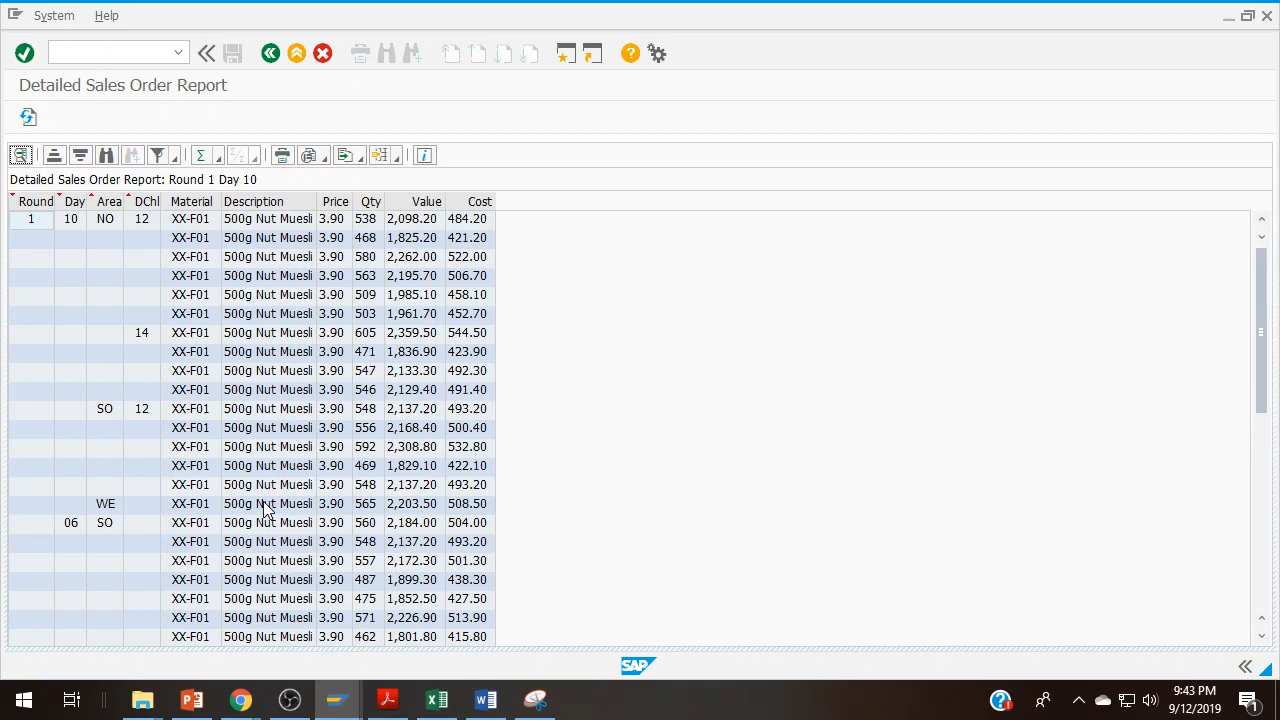 System Help
Detailed Sales Order Report
Detailed Sales Order Report: Round 1 Day 10
Round Day Area DChl Material Description Price Qty Value Cost
1 10 NO 12 XX-F01 500g Nut Muesli 3.90 538 2,098.20 484.20
XX-F01 500g Nut Muesli 3.90 468 1,825.20 421.20
XX-F01 500g Nut Muesli 3.90 580 2,262.00 522.00
XX-F01 500g Nut Muesli 3.90 563 2,195.70 506.70
XX-F01 500g Nut Muesli 3.90 509 1,985.10 458.10
XX-F01 500g Nut Muesli 3.90 503 1,961.70 452.70
14 XX-F01 500g Nut Muesli 3.90 605 2,359.50 544.50
XX-F01 500g Nut Muesli 3.90 471 1,836.90 423.90
XX-F01 500g Nut Muesli 3.90 547 2,133.30 492.30
XX-F01 500g Nut Muesli 3.90 546 2,129.40 491.40
SO 12 XX-F01 500g Nut Muesli 3.90 548 2,137.20 493.20
XX-F01 500g Nut Muesli 3.90 556 2,168.40 500.40
XX-F01 500g Nut Muesli 3.90 592 2,308.80 532.80
XX-F01 500g Nut Muesli 3.90 469 1,829.10 422.10
XX-F01 500g Nut Muesli 3.90 548 2,137.20 493.20
WE XX-F01 500g Nut Muesli 3.90 565 2,203.50 508.50
06 SO XX-F01 500g Nut Muesli 3.90 560 2,184.00 504.00
XX-F01 500g Nut Muesli 3.90 548 2,137.20 493.20
XX-F01 500g Nut Muesli 3.90 557 2,172.30 501.30
XX-F01 500g Nut Muesli 3.90 487 1,899.30 438.30
XX-F01 500g Nut Muesli 3.90 475 1,852.50 427.50
XX-F01 500g Nut Muesli 3.90 571 2,226.90 513.90
XX-F01 500g Nut Muesli 3.90 462 1,801.80 415.80
SAP
9:43 PM
9/12/2019
1